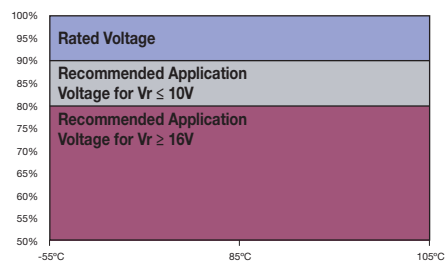 100%
95%
90%
85%
80%
75%
70%
65%
60%
55%
50%
Rated Voltage
Recommended Application
Voltage for Vr ≤ 10V
Recommended Application
Voltage for Vr ≥ 16V
-55ºC
85ºC
105ºC